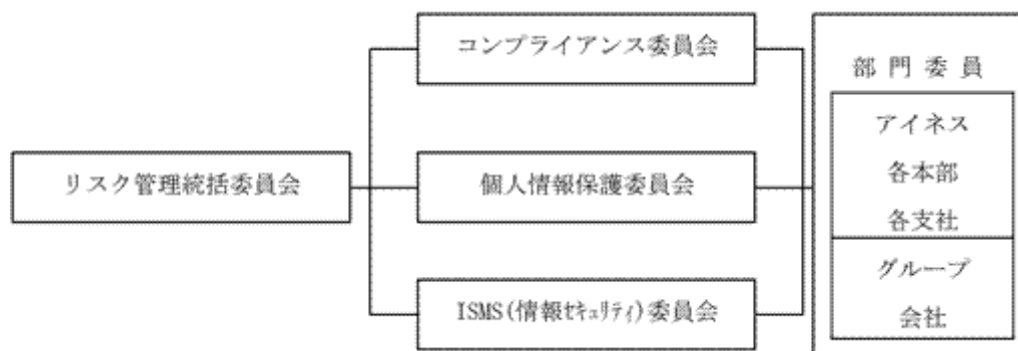 コンプライアンス委員会
部門委員
アイネス
リスク管理統括委員会
個人情報保護委員会
各本部
各支社
グループ
ISMS(情報ｾｷｭﾘﾃｨ)委員会
会社